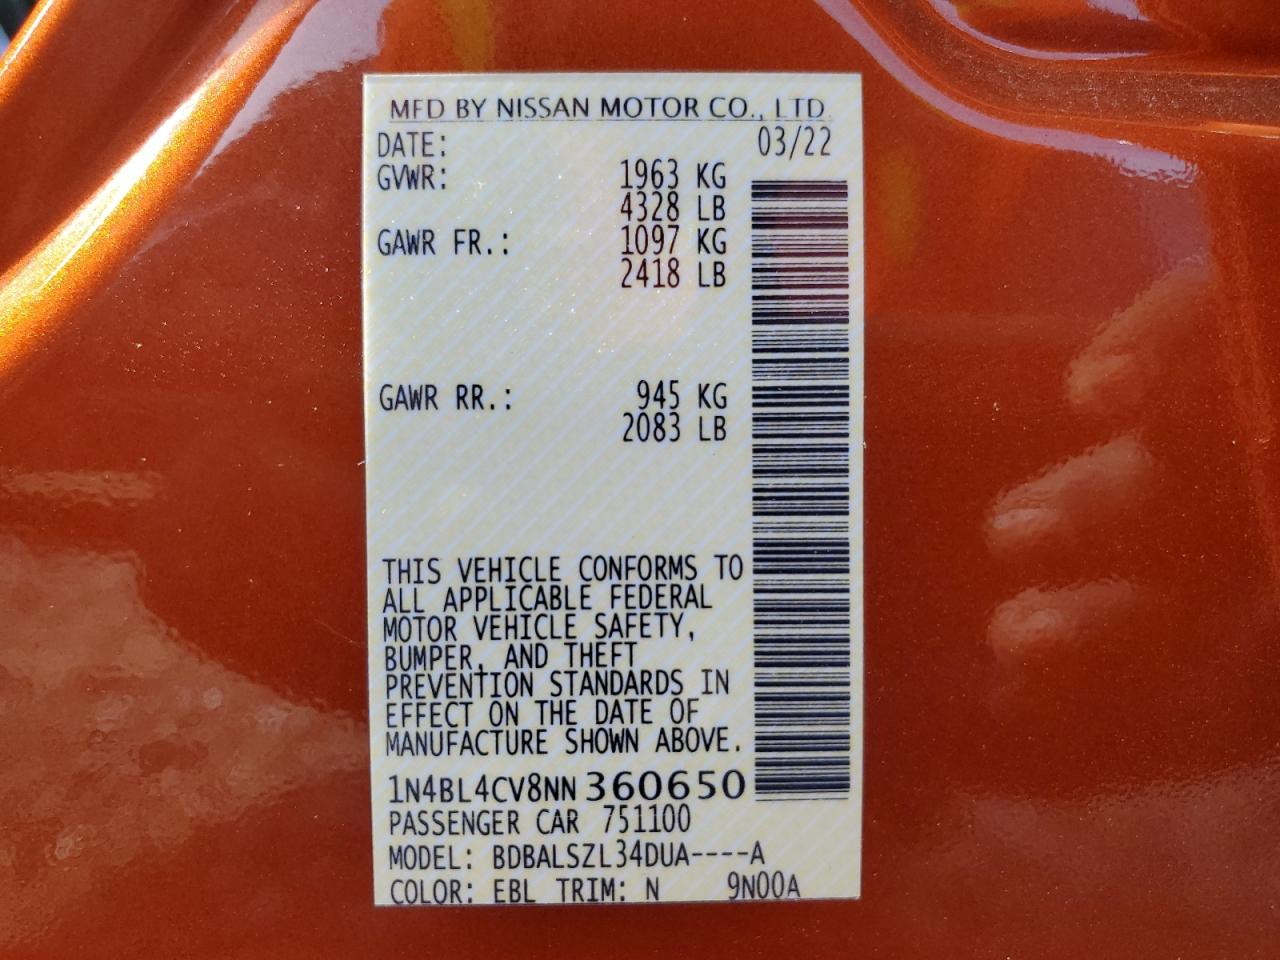 MFD BY NISSAN MOTOR CO., LTD.
DATE: 03/22
GVWR: 1963 KG
4328 LB
GAWR FR.: 1097 KG
2418 LB
GAWR RR.: 945 KG
2083 LB
THIS VEHICLE CONFORMS TO
ALL APPLICABLE FEDERAL
MOTOR VEHICLE SAFETY,
BUMPER, AND THEFT
PREVENTION STANDARDS IN
EFFECT ON THE DATE OF
MANUFACTURE SHOWN ABOVE.
1N4BL4CV8NN360650
PASSENGER CAR 751100
MODEL: BDBALSZL34DUA----A
COLOR: EBL TRIM: N 9N00A